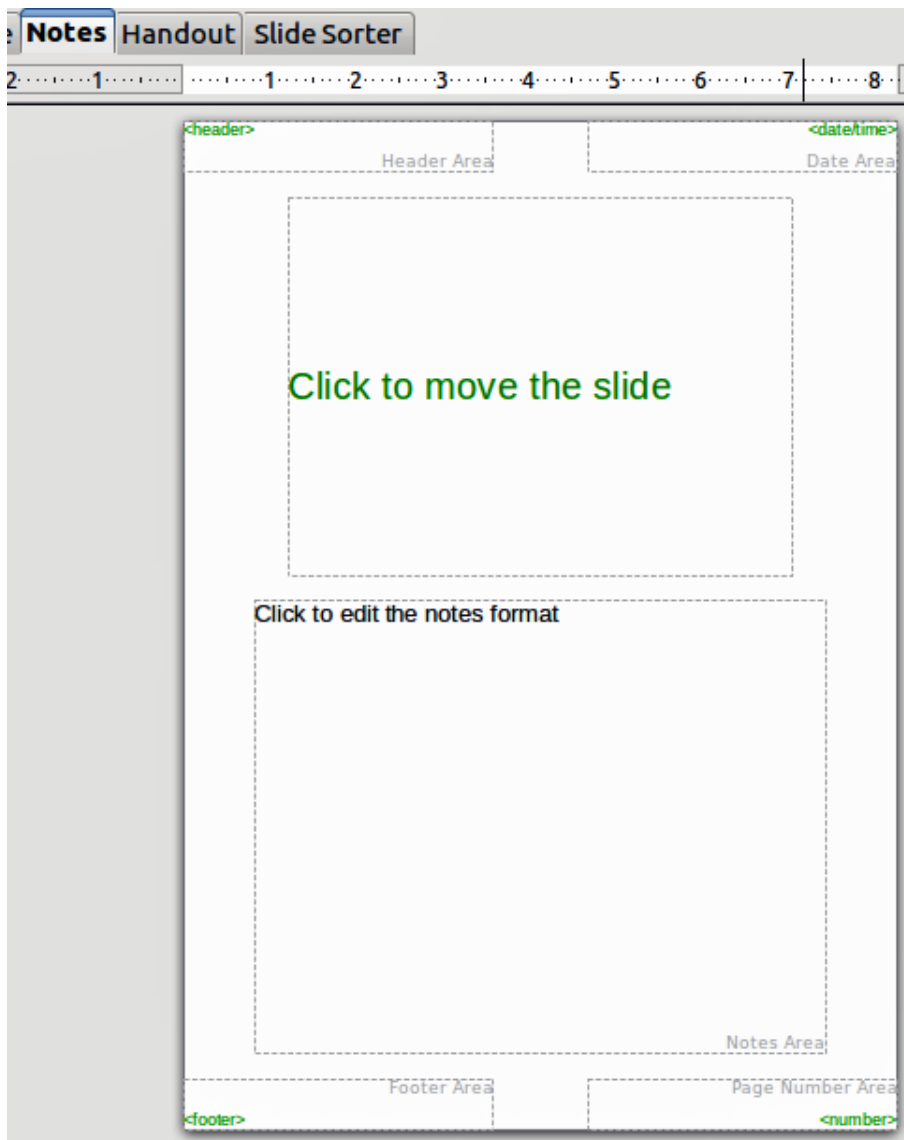 Notes Handout Slide Sorter
2 1 1 2 3 4 5 6 7 8
<header> <date/time>
Header Area Date Area
Click to move the slide
Click to edit the notes format
Notes Area
Footer Area Page Number Area
<footer> <number>